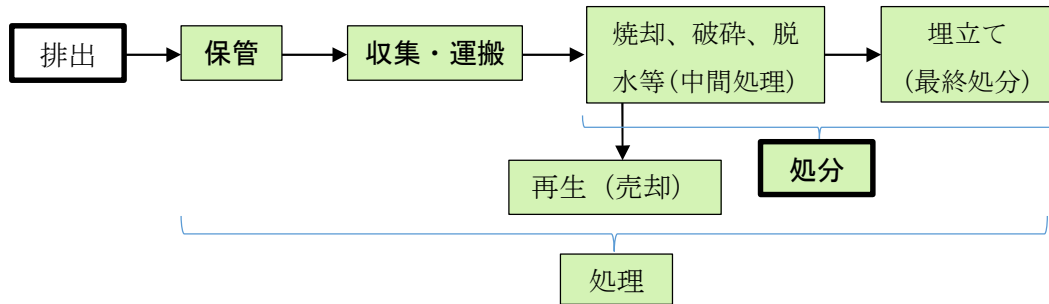 排出
保管
収集・運搬
焼却、破砕、脱
水等(中間処理)
埋立て
(最終処分)
処分
再生（売却）
処理